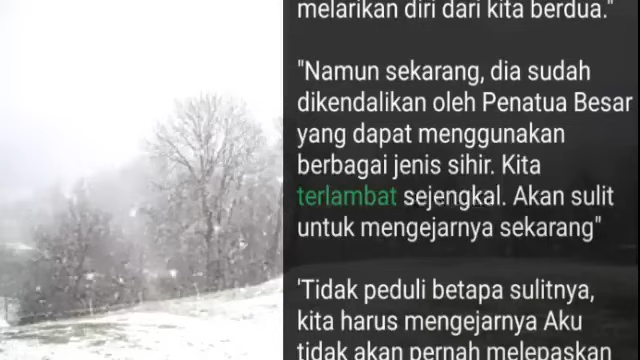 melarikan diri dari kita berdua."
"Namun sekarang, dia sudah
dikendalikan oleh Penatua Besar
yang dapat menggunakan
berbagai jenis sihir. Kita
terlambat sejengkal. Akan sulit
untuk mengejarnya sekarang"
'Tidak peduli betapa sulitnya,
kita harus mengejarnya Aku
tidak akan pernah melepaskan